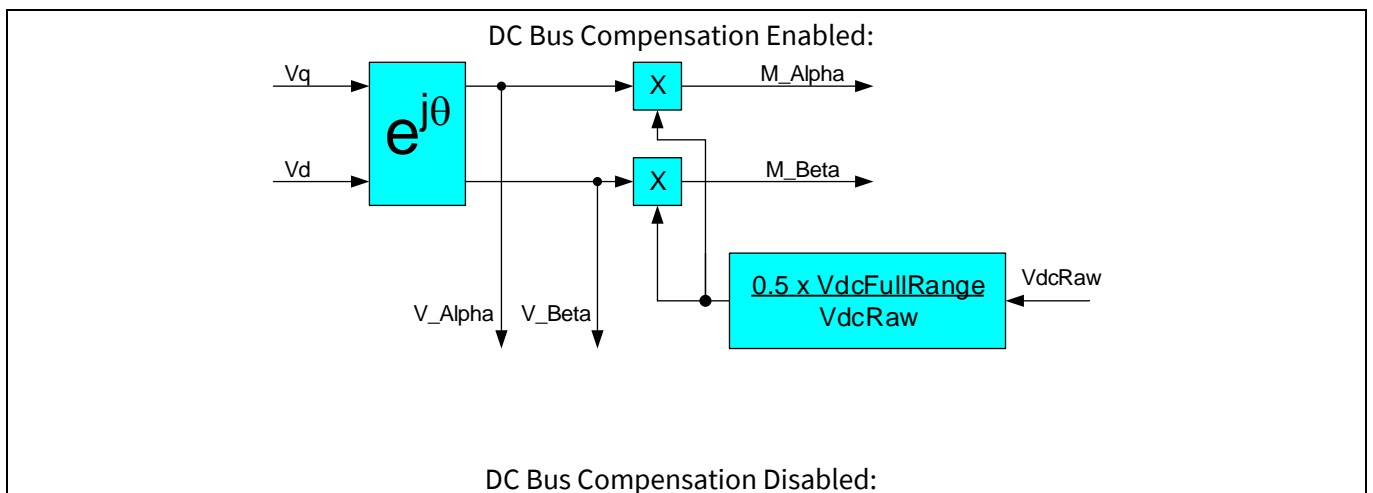 DC Bus Compensation Enabled:
Vq
M_Alpha
e^jθ
X
Vd
M_Beta
X
0.5 x VdcFullRange
VdcRaw
VdcRaw
V_Alpha
V_Beta
DC Bus Compensation Disabled: